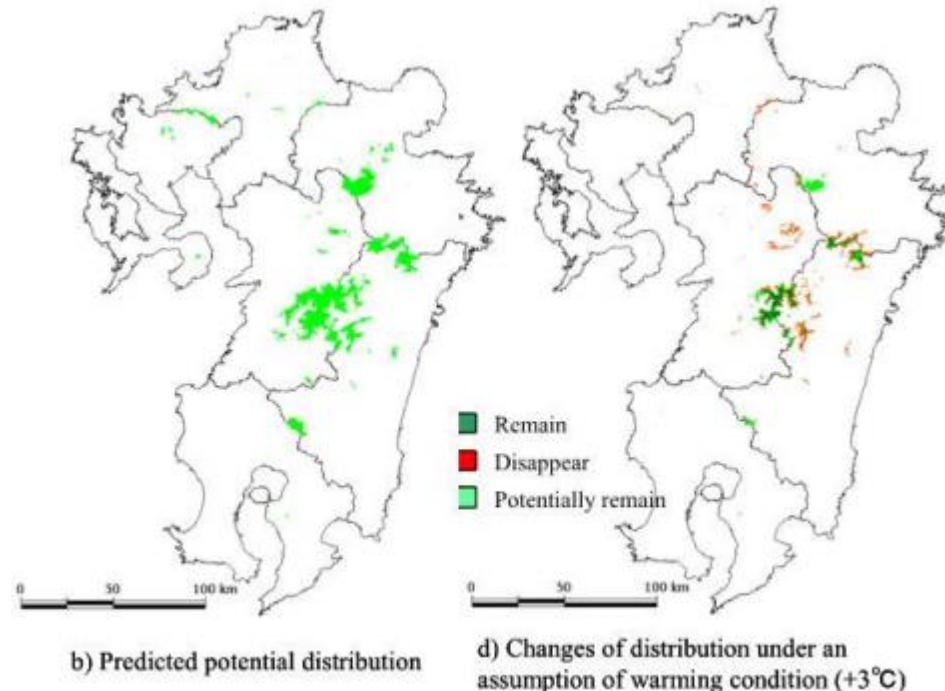 Remain
Disappear
Potentially remain
0 50 100 km
0 50 100 km
b) Predicted potential distribution
d) Changes of distribution under an
assumption of warming condition (+3℃)